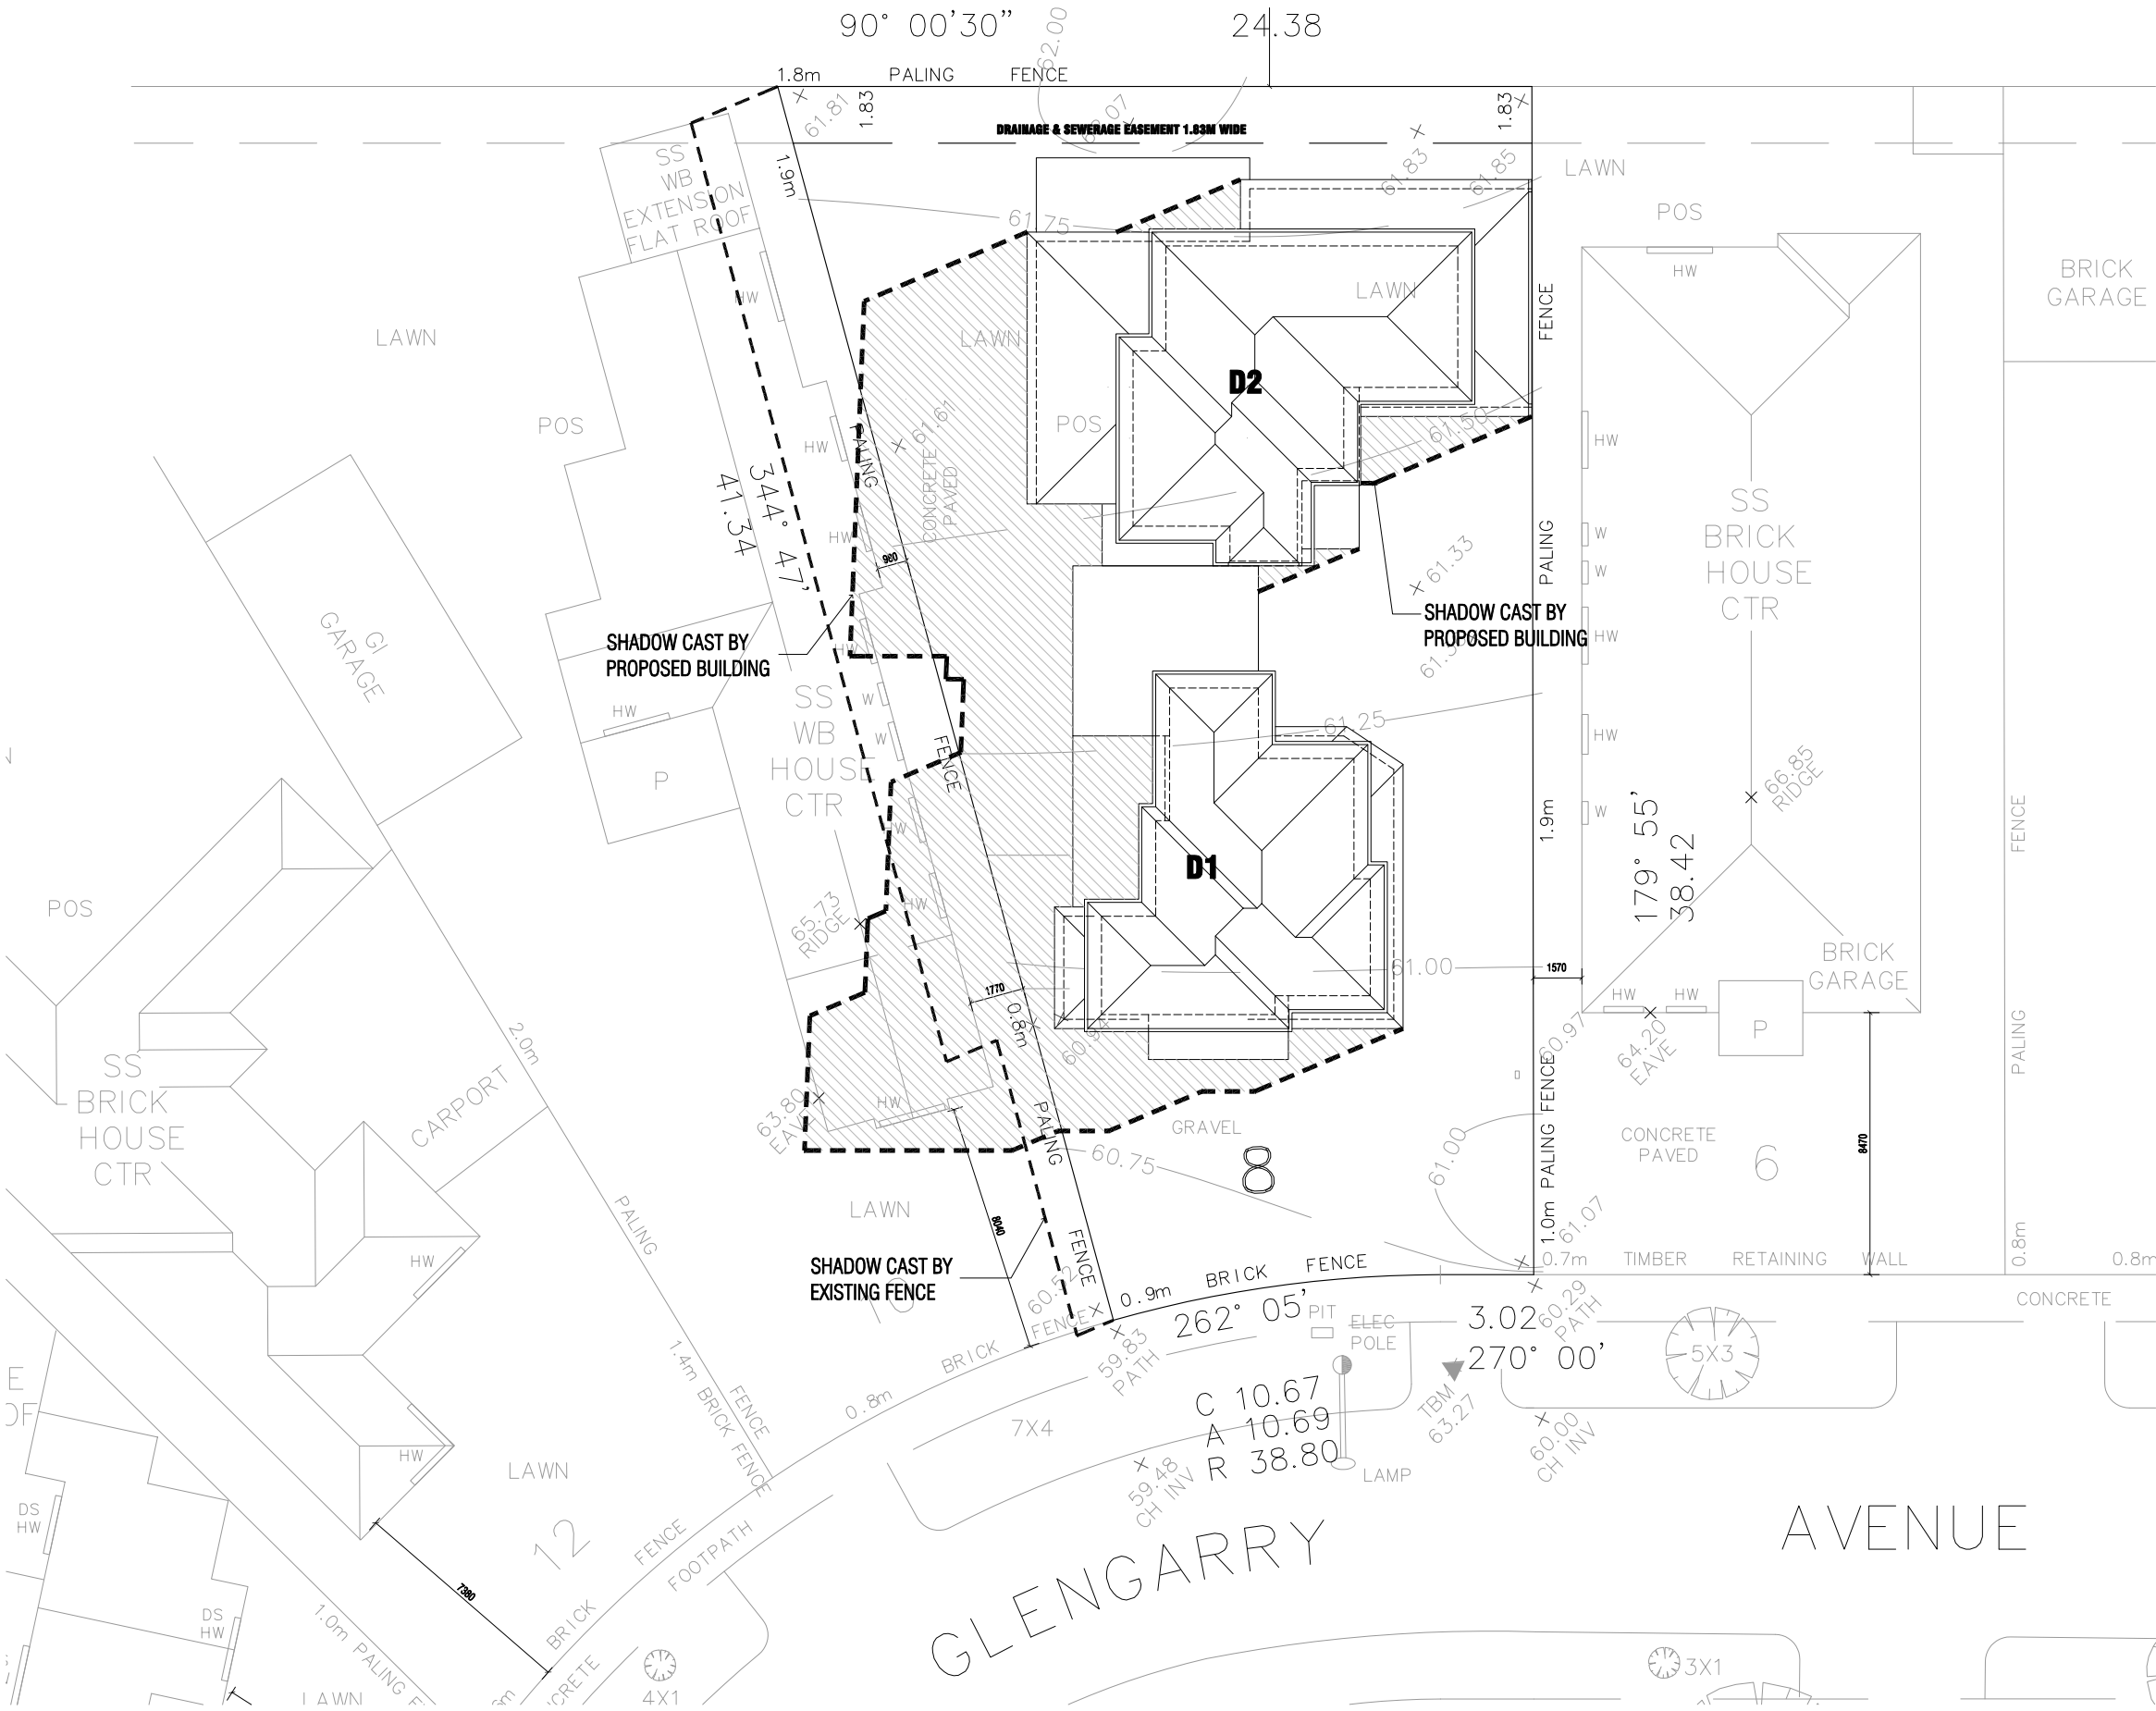 90° 00'30"
24.38
62.00
1.8m PALING FENCE
61.81
1.83
62.07
1.83
DRAINAGE & SEWERAGE EASEMENT 1.83M WIDE
61.83
61.85
LAWN
SS
WB
EXTENSION
FLAT ROOF
1.9m
61.75
POS
HW
HW
BRICK
GARAGE
LAWN
HW
LAWN
LAWN
FENCE
D2
POS
PALING
61.61
CONCRETE
PAVED
POS
61.50
HW
HW
344° 47'
41.34
HW
900
SS
BRICK
HOUSE
CTR
W
W
PALING
61.33
GI
GARAGE
SHADOW CAST BY
PROPOSED BUILDING
HW
SHADOW CAST BY
PROPOSED BUILDING
HW
HW
SS
WB
HOUSE
CTR
W
W
61.25
HW
FENCE
P
66.85
RIDGE
W
1.9m
FENCE
179° 55'
38.42
HW
D1
POS
65.73
RIDGE
HW
BRICK
GARAGE
61.00
1570
1770
0.8m
HW
HW
2.0m
60.97
64.20
EAVE
P
PALING
SS
BRICK
HOUSE
CTR
CARPORT
63.80
EAVE
HW
PALING
GRAVEL
60.75
8
61.00
1.0m PALING FENCE
CONCRETE
PAVED
6
8470
PALING
LAWN
8040
61.07
SHADOW CAST BY
EXISTING FENCE
FENCE
0.9m BRICK FENCE
0.7m TIMBER RETAINING WALL
0.8m
0.8m
HW
60.52
262° 05'
PIT
ELEC
POLE
3.02
270° 00'
60.29
PATH
CONCRETE
BRICK FENCE
59.83
PATH
5X3
1.4m BRICK FENCE
FENCE
0.8m
C 10.67
A 10.69
R 38.80
TBM
63.27
60.00
CH INV
7X4
HW
LAWN
59.48
CH INV
LAMP
DS
HW
12
FENCE
FOOTPATH
GLENGARRY
AVENUE
7380
BRICK
DS
HW
1.0m PALING
3X1
4X1
LAWN